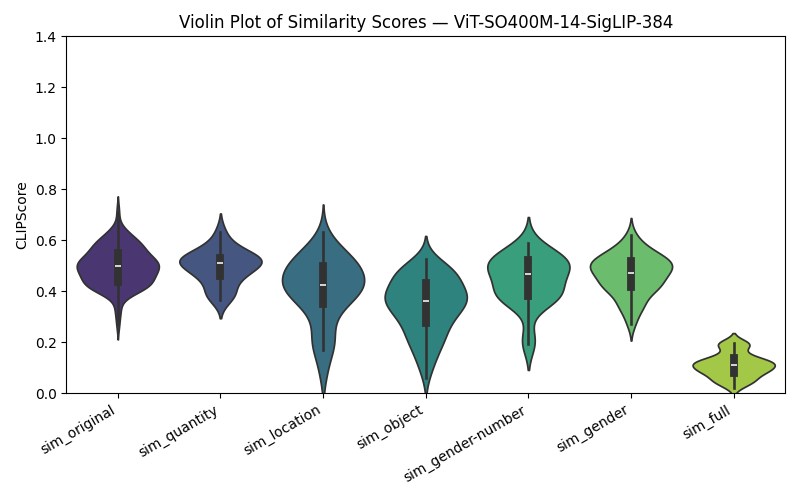 Violin Plot of Similarity Scores — ViT-SO400M-14-SigLIP-384
1.4
1.2
1.0
0.8
0.6
0.4
0.2
0.0
CLIPScore
sim_original
sim_quantity
sim_location
sim_object
sim_gender-number
sim_gender
sim_full